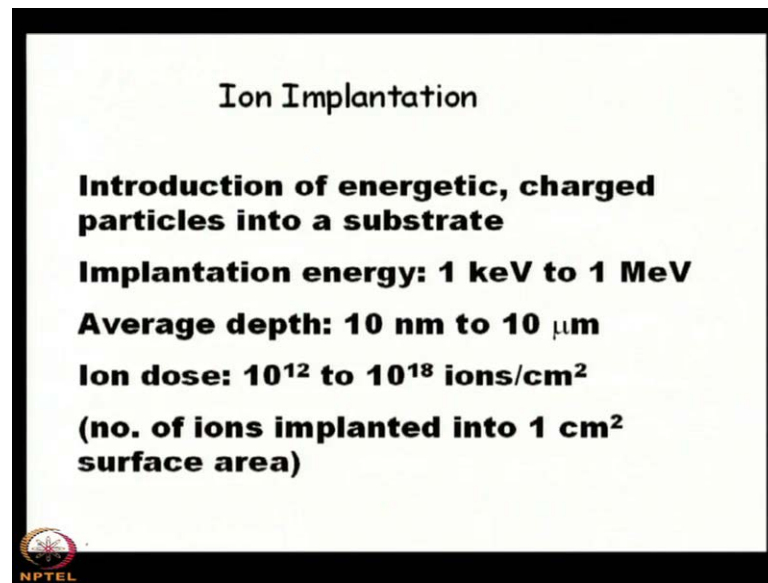 Ion Implantation
Introduction of energetic, charged
particles into a substrate
Implantation energy: 1 keV to 1 MeV
Average depth: 10 nm to 10 μm
Ion dose: 10¹² to 10¹⁸ ions/cm²
(no. of ions implanted into 1 cm²
surface area)
NPTEL